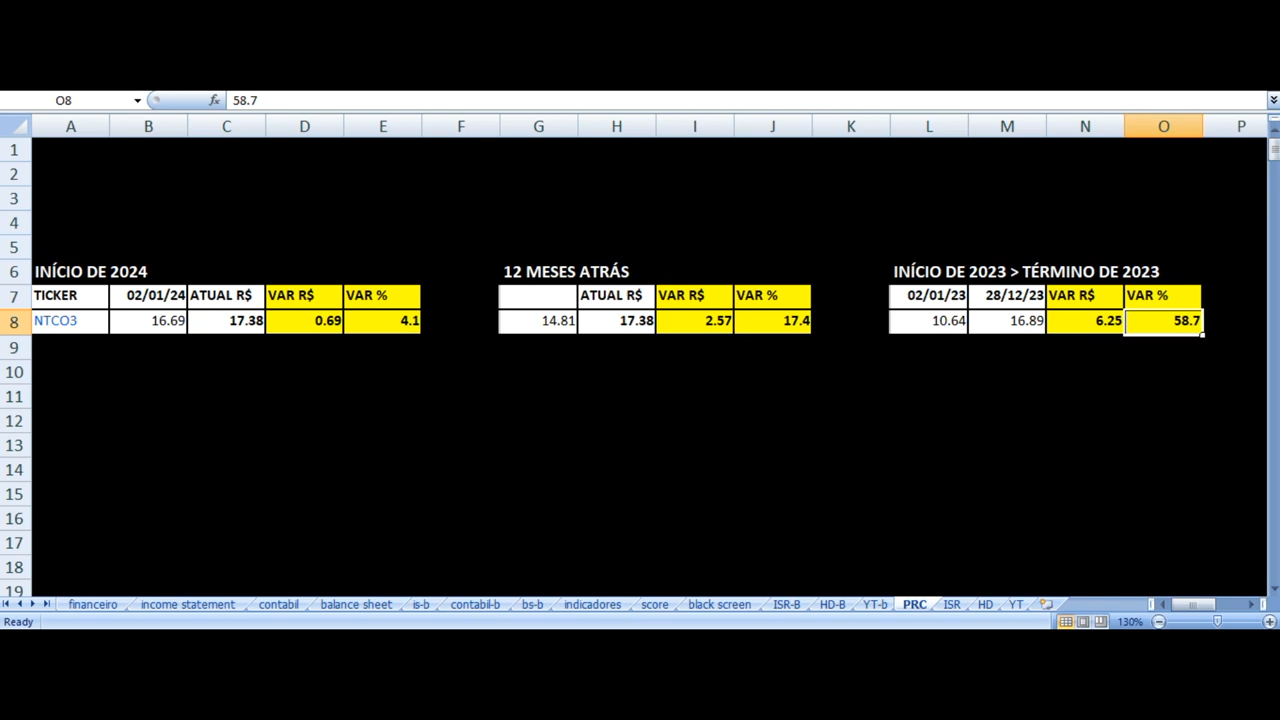 O8 fx 58.7
A B C D E F G H I J K L M N O P
1
2
3
4
5
6 INÍCIO DE 2024 12 MESES ATRÁS INÍCIO DE 2023 > TÉRMINO DE 2023
7 TICKER 02/01/24 ATUAL R$ VAR R$ VAR % ATUAL R$ VAR R$ VAR % 02/01/23 28/12/23 VAR R$ VAR %
8 NTCO3 16.69 17.38 0.69 4.1 14.81 17.38 2.57 17.4 10.64 16.89 6.25 58.7
9
10
11
12
13
14
15
16
17
18
19
financeiro income statement contabil balance sheet is-b contabil-b bs-b indicadores score black screen ISR-B HD-B YT-b PRC ISR HD YT
Ready 130%